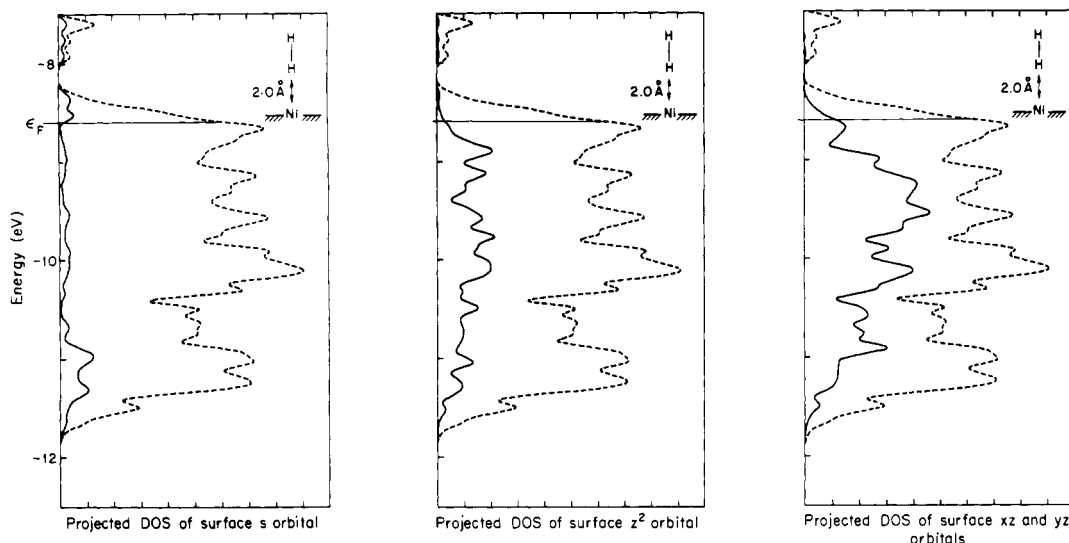 -8
ϵF
-10
-12
Energy (eV)
H
H
2.0Å
Ni
Projected DOS of surface s orbital
H
H
2.0Å
Ni
Projected DOS of surface z² orbital
H
H
2.0Å
Ni
Projected DOS of surface xz and yz
orbitals